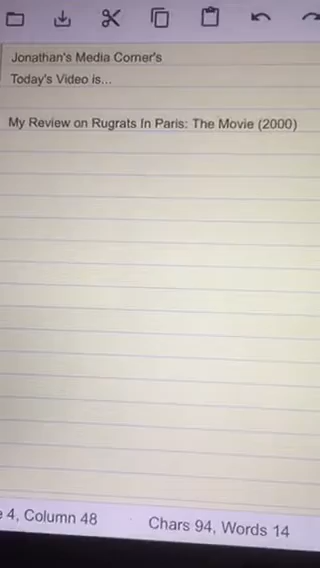 Jonathan's Media Corner's
Today's Video is...
My Review on Rugrats In Paris: The Movie (2000)
4, Column 48
Chars 94, Words 14